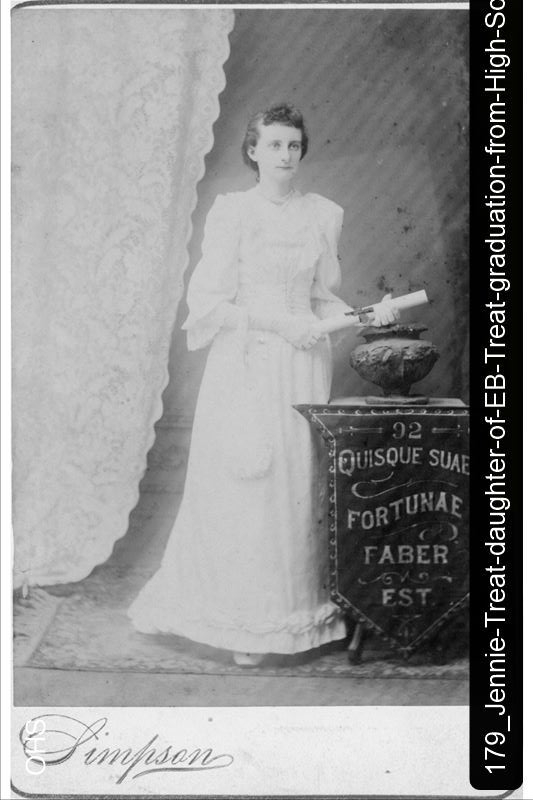 92
QUISQUE SUAE
FORTUNAE
FABER
EST.
Simpson
OHS
179_Jennie-Treat-daughter-of-EB-Treat-graduation-from-High-Sc